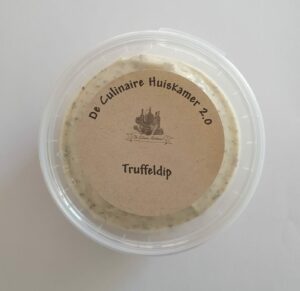 De Culinaire Huiskamer 2.0
Truffeldip